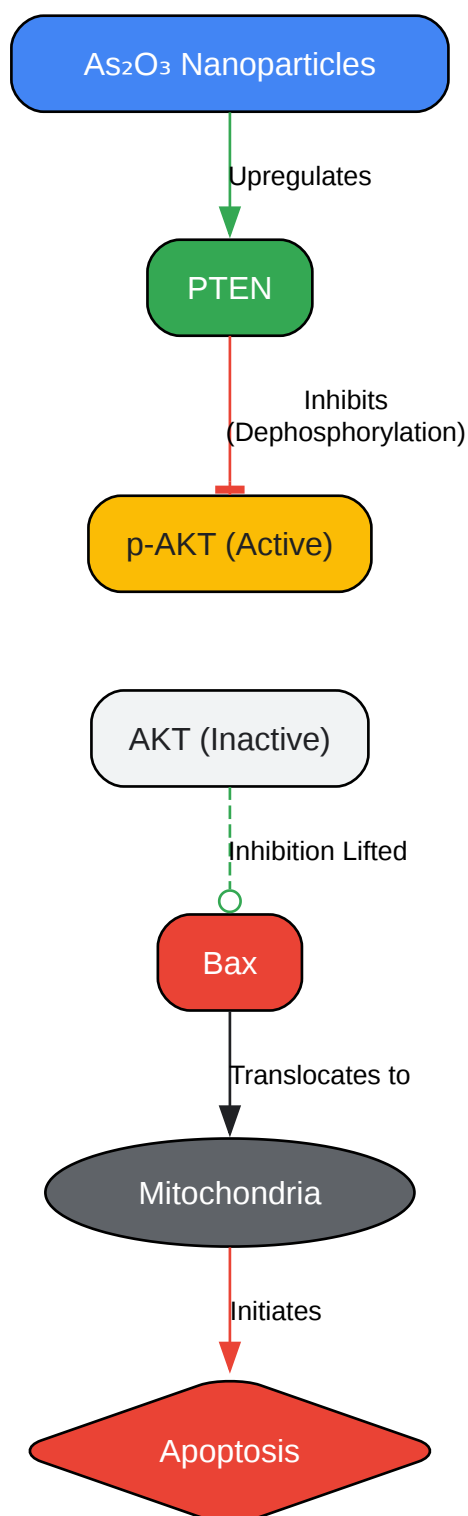 As₂O₃ Nanoparticles
Upregulates
PTEN
Inhibits
(Dephosphorylation)
p-AKT (Active)
AKT (Inactive)
Inhibition Lifted
Bax
Translocates to
Mitochondria
Initiates
Apoptosis